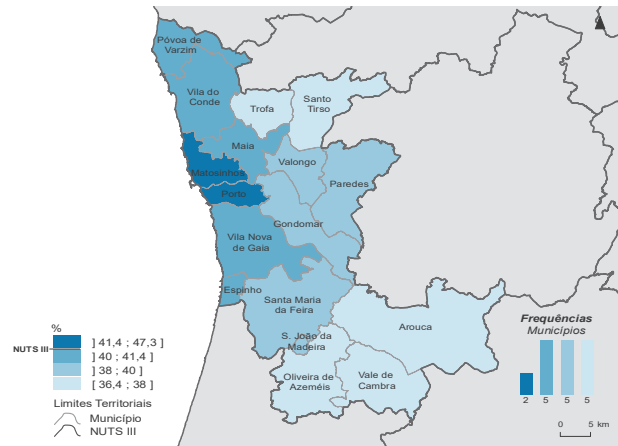 Póvoa de
Varzim
Vila do
Conde
Trofa
Santo
Tirso
Maia
Matosinhos
Valongo
Paredes
Porto
Gondomar
Vila Nova
de Gaia
Espinho
Santa Maria
da Feira
Arouca
S. João da
Madeira
Oliveira de
Azeméis
Vale de
Cambra
%
NUTS III
] 41,4 ; 47,3 ]
] 40 ; 41,4 ]
] 38 ; 40 ]
[ 36,4 ; 38 ]
Limites Territoriais
Município
NUTS III
Frequências
Municípios
2 5 5 5
0 5 km